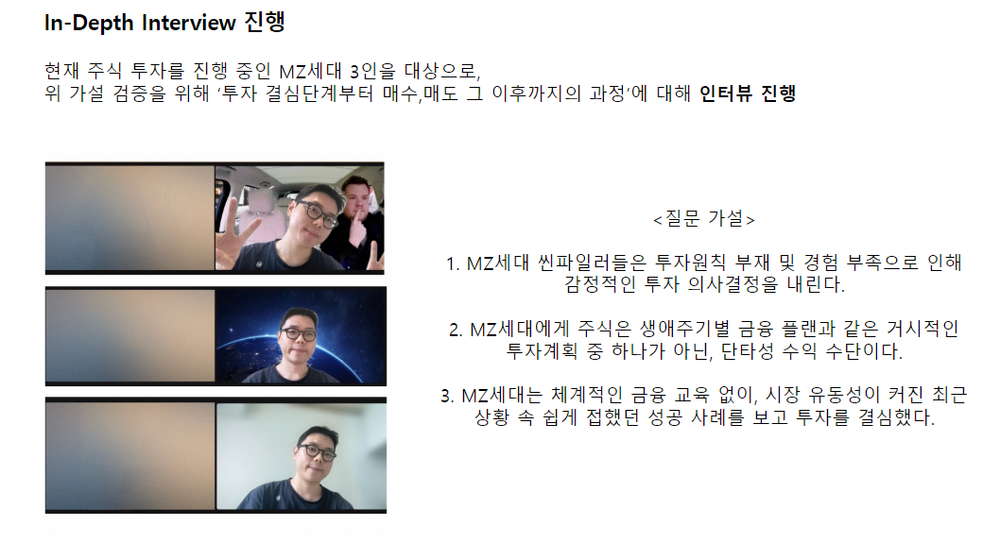 In-Depth Interview 진행
현재 주식 투자를 진행 중인 MZ세대 3인을 대상으로,
위 가설 검증을 위해 ‘투자 결심단계부터 매수,매도 그 이후까지의 과정’에 대해 인터뷰 진행
<질문 가설>
1. MZ세대 씬파일러들은 투자원칙 부재 및 경험 부족으로 인해
감정적인 투자 의사결정을 내린다.
2. MZ세대에게 주식은 생애주기별 금융 플랜과 같은 거시적인
투자계획 중 하나가 아닌, 단타성 수익 수단이다.
3. MZ세대는 체계적인 금융 교육 없이, 시장 유동성이 커진 최근
상황 속 쉽게 접했던 성공 사례를 보고 투자를 결심했다.